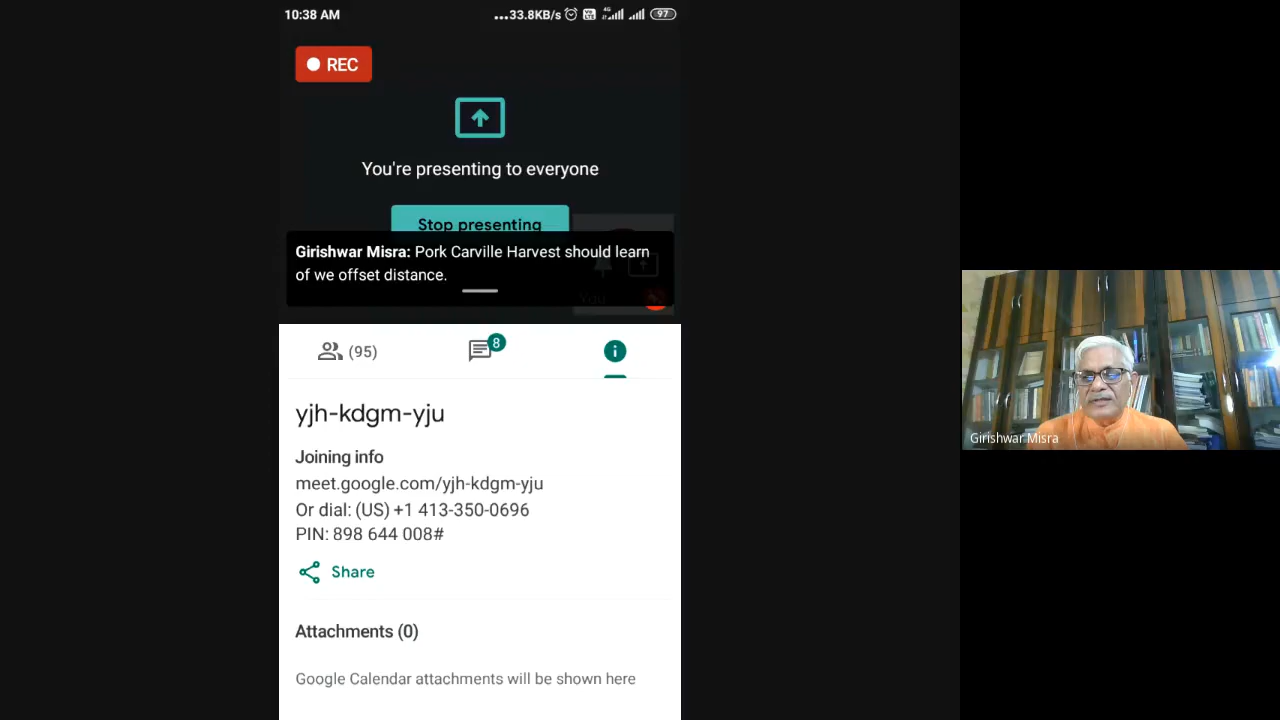 10:38 AM
...33.8KB/s
4G
97
REC
You're presenting to everyone
Stop presenting
Girishwar Misra: Pork Carville Harvest should learn
of we offset distance.
You
(95)
8
yjh-kdgm-yju
Joining info
meet.google.com/yjh-kdgm-yju
Or dial: (US) +1 413-350-0696
PIN: 898 644 008#
Share
Attachments (0)
Google Calendar attachments will be shown here
Girishwar Misra